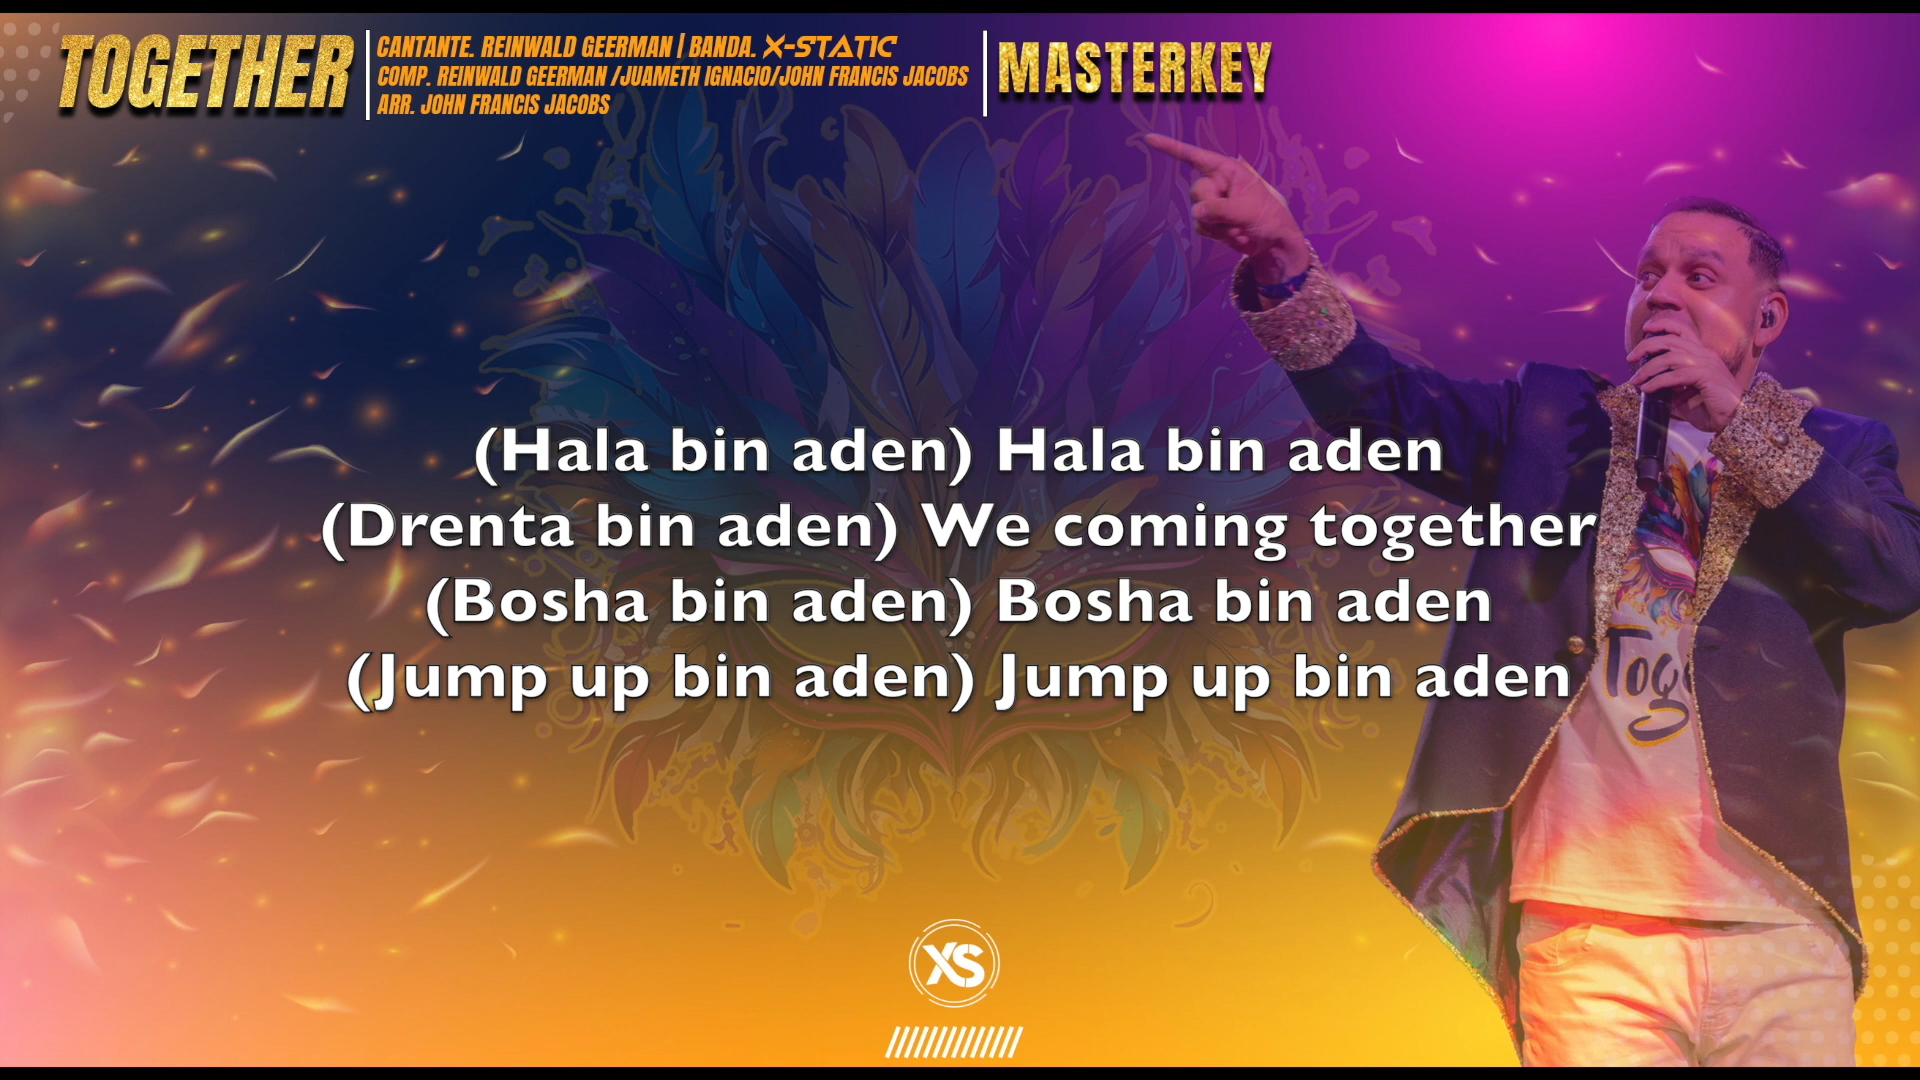 TOGETHER
CANTANTE. REINWALD GEERMAN | BANDA. X-STATIC
COMP. REINWALD GEERMAN /JUAMETH IGNACIO/JOHN FRANCIS JACOBS
ARR. JOHN FRANCIS JACOBS
MASTERKEY
(Hala bin aden) Hala bin aden
(Drenta bin aden) We coming together
(Bosha bin aden) Bosha bin aden
(Jump up bin aden) Jump up bin aden
XS